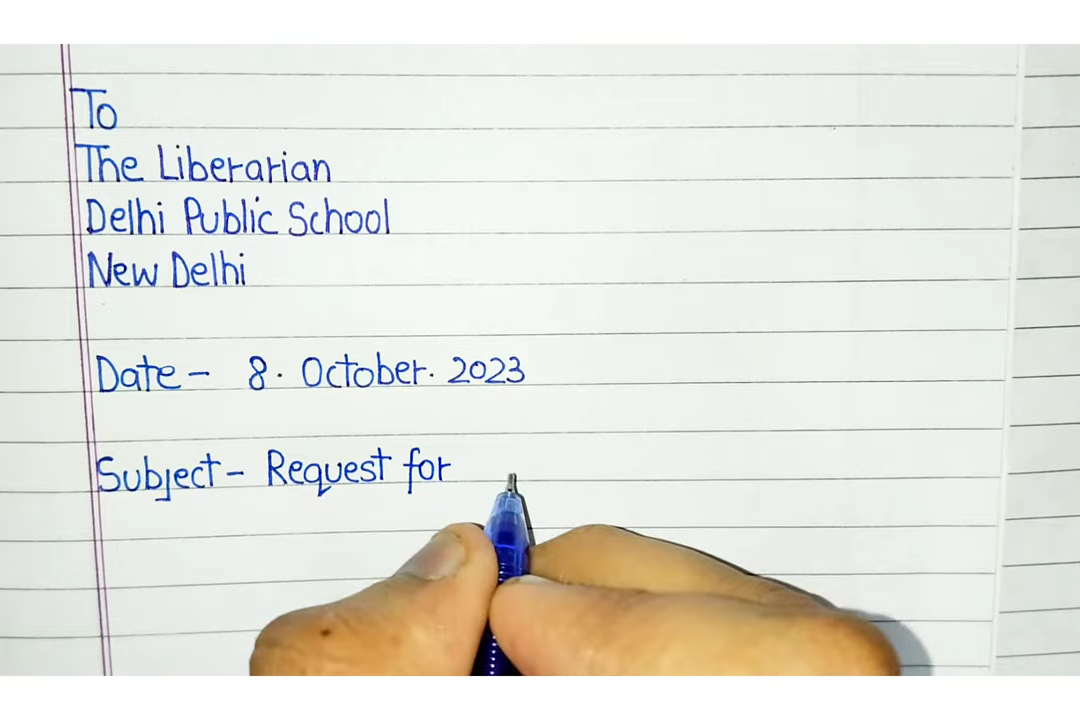 To
The Liberarian
Delhi Public School
New Delhi
Date - 8. October. 2023
Subject - Request for